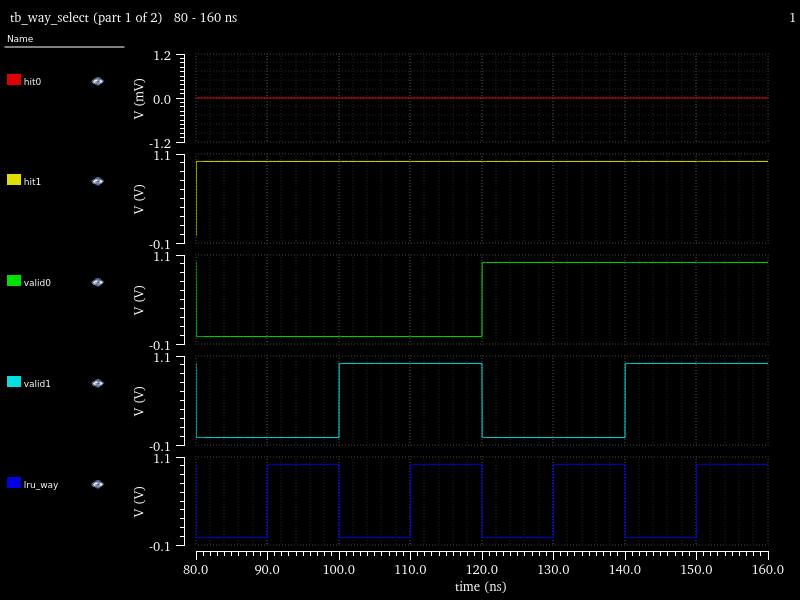 tb_way_select (part 1 of 2) 80 - 160 ns 1
Name
hit0
V (mV)
1.2
0.0
-1.2
hit1
V (V)
1.1
-0.1
valid0
V (V)
1.1
-0.1
valid1
V (V)
1.1
-0.1
lru_way
V (V)
1.1
-0.1
80.0 90.0 100.0 110.0 120.0 130.0 140.0 150.0 160.0
time (ns)